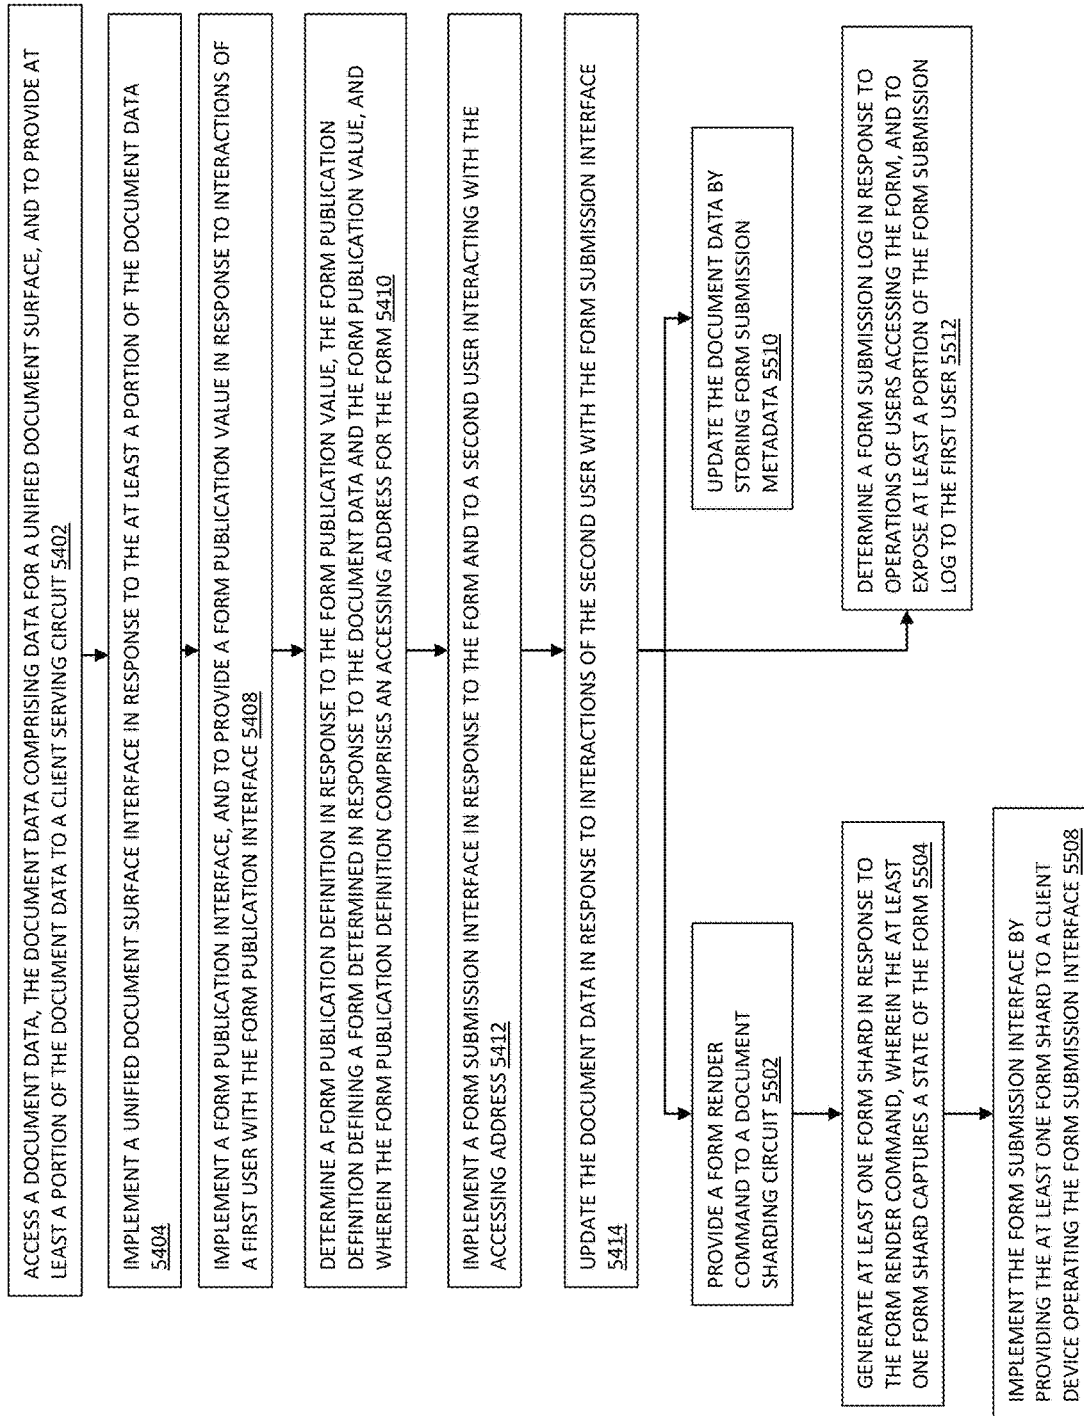 ACCESS A DOCUMENT DATA, THE DOCUMENT DATA COMPRISING DATA FOR A UNIFIED DOCUMENT SURFACE, AND TO PROVIDE AT
LEAST A PORTION OF THE DOCUMENT DATA TO A CLIENT SERVING CIRCUIT 5402
IMPLEMENT A UNIFIED DOCUMENT SURFACE INTERFACE IN RESPONSE TO THE AT LEAST A PORTION OF THE DOCUMENT DATA
5404
IMPLEMENT A FORM PUBLICATION INTERFACE, AND TO PROVIDE A FORM PUBLICATION VALUE IN RESPONSE TO INTERACTIONS OF
A FIRST USER WITH THE FORM PUBLICATION INTERFACE 5408
DETERMINE A FORM PUBLICATION DEFINITION IN RESPONSE TO THE FORM PUBLICATION VALUE, THE FORM PUBLICATION
DEFINITION DEFINING A FORM DETERMINED IN RESPONSE TO THE DOCUMENT DATA AND THE FORM PUBLICATION VALUE, AND
WHEREIN THE FORM PUBLICATION DEFINITION COMPRISES AN ACCESSING ADDRESS FOR THE FORM 5410
IMPLEMENT A FORM SUBMISSION INTERFACE IN RESPONSE TO THE FORM AND TO A SECOND USER INTERACTING WITH THE
ACCESSING ADDRESS 5412
UPDATE THE DOCUMENT DATA IN RESPONSE TO INTERACTIONS OF THE SECOND USER WITH THE FORM SUBMISSION INTERFACE
5414
PROVIDE A FORM RENDER
COMMAND TO A DOCUMENT
SHARDING CIRCUIT 5502
GENERATE AT LEAST ONE FORM SHARD IN RESPONSE TO
THE FORM RENDER COMMAND, WHEREIN THE AT LEAST
ONE FORM SHARD CAPTURES A STATE OF THE FORM 5504
IMPLEMENT THE FORM SUBMISSION INTERFACE BY
PROVIDING THE AT LEAST ONE FORM SHARD TO A CLIENT
DEVICE OPERATING THE FORM SUBMISSION INTERFACE 5508
UPDATE THE DOCUMENT DATA BY
STORING FORM SUBMISSION
METADATA 5510
DETERMINE A FORM SUBMISSION LOG IN RESPONSE TO
OPERATIONS OF USERS ACCESSING THE FORM, AND TO
EXPOSE AT LEAST A PORTION OF THE FORM SUBMISSION
LOG TO THE FIRST USER 5512